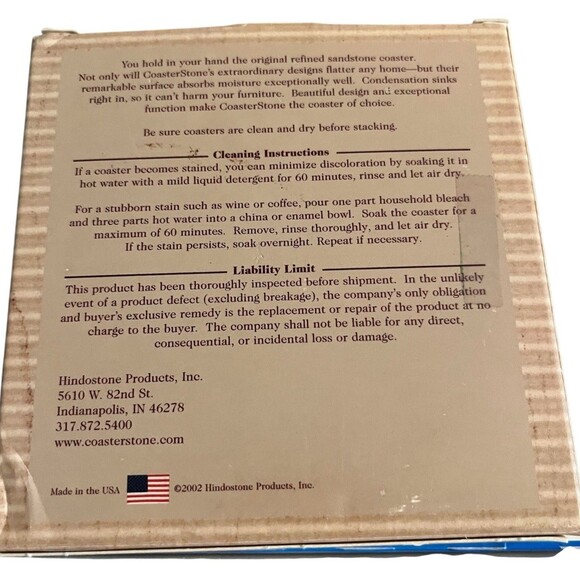 You hold in your hand the original refined sandstone coaster.
Not only will CoasterStone's extraordinary designs flatter any home—but their
remarkable surface absorbs moisture exceptionally well. Condensation sinks
right in, so it can't harm your furniture. Beautiful design and exceptional
function make CoasterStone the coaster of choice.
Be sure coasters are clean and dry before stacking.
Cleaning Instructions
If a coaster becomes stained, you can minimize discoloration by soaking it in
hot water with a mild liquid detergent for 60 minutes, rinse and let air dry.
For a stubborn stain such as wine or coffee, pour one part household bleach
and three parts hot water into a china or enamel bowl. Soak the coaster for a
maximum of 60 minutes. Remove, rinse thoroughly, and let air dry.
If the stain persists, soak overnight. Repeat if necessary.
Liability Limit
This product has been thoroughly inspected before shipment. In the unlikely
event of a product defect (excluding breakage), the company's only obligation
and buyer's exclusive remedy is the replacement or repair of the product at no
charge to the buyer. The company shall not be liable for any direct,
consequential, or incidental loss or damage.
Hindostone Products, Inc.
5610 W. 82nd St.
Indianapolis, IN 46278
317.872.5400
www.coasterstone.com
Made in the USA ©2002 Hindostone Products, Inc.